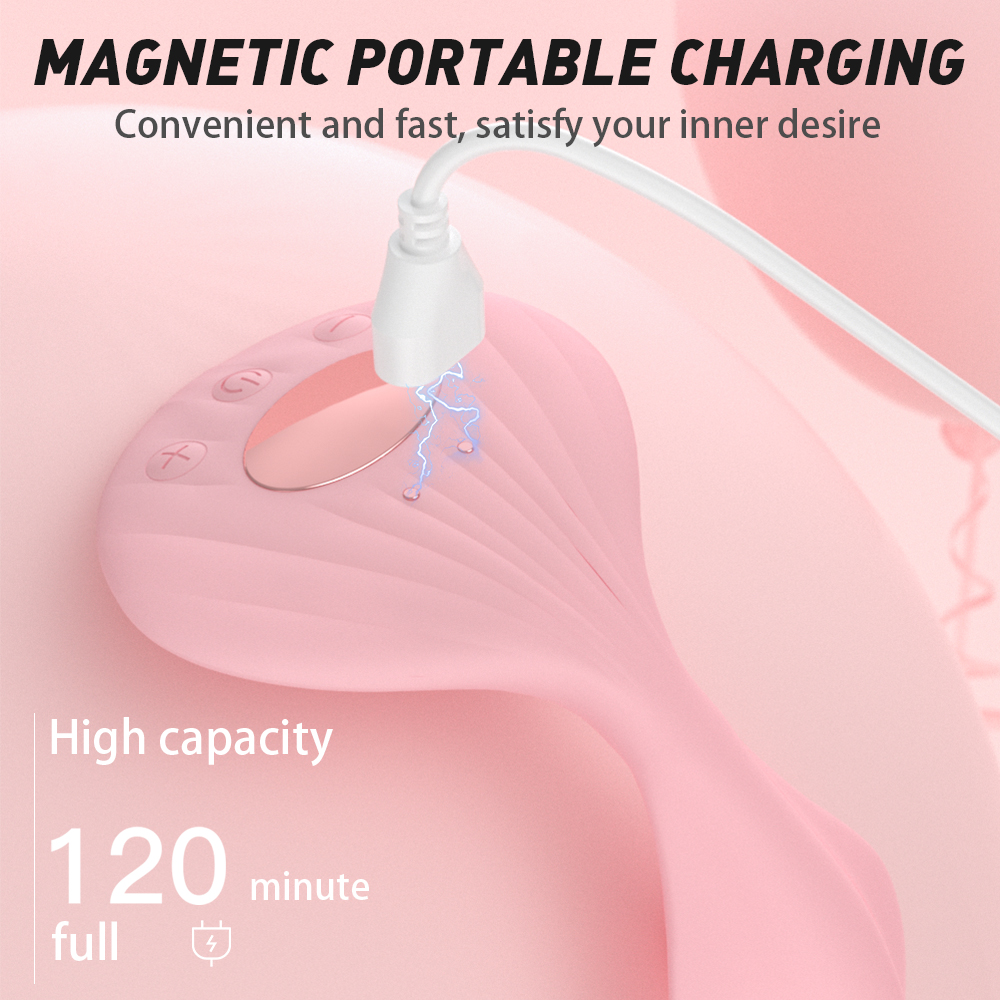 MAGNETIC PORTABLE CHARGING
Convenient and fast, satisfy your inner desire
High capacity
120 minute
full